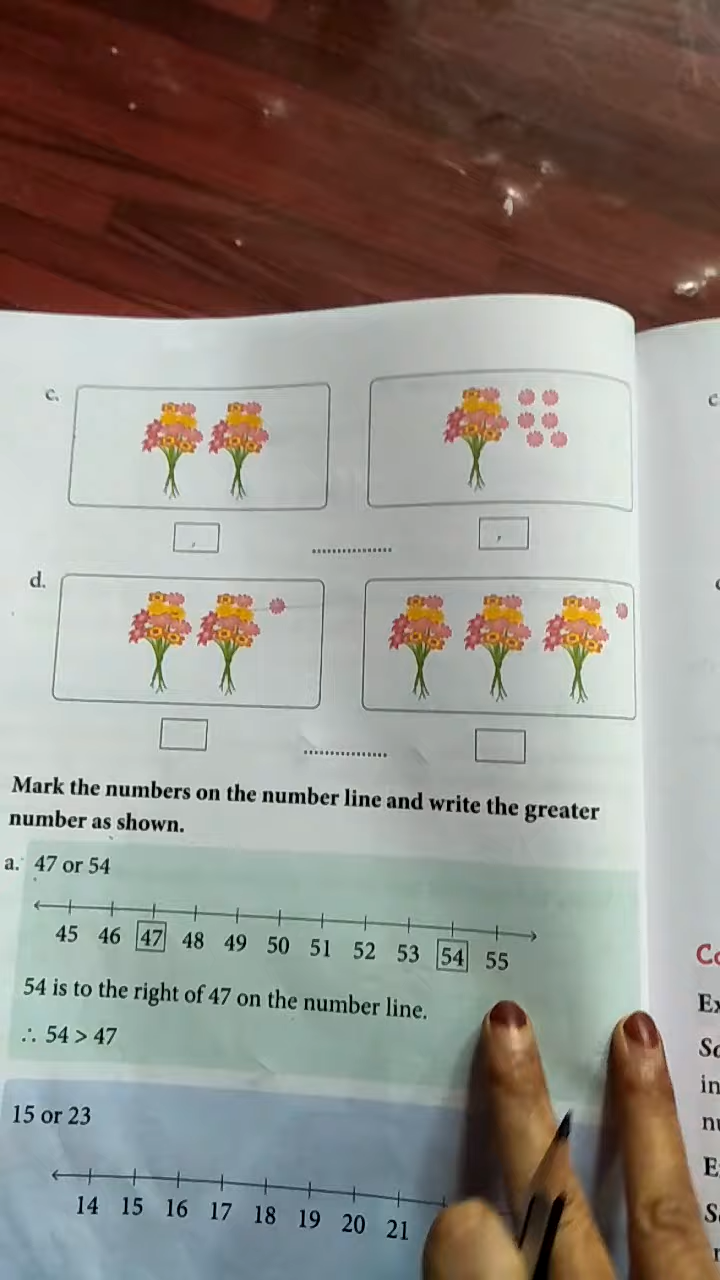 c.
,
,
................
d.
................
Mark the numbers on the number line and write the greater
number as shown.
a. 47 or 54
45 46 47 48 49 50 51 52 53 54 55
54 is to the right of 47 on the number line.
∴ 54 > 47
15 or 23
14 15 16 17 18 19 20 21
c
Ex
in